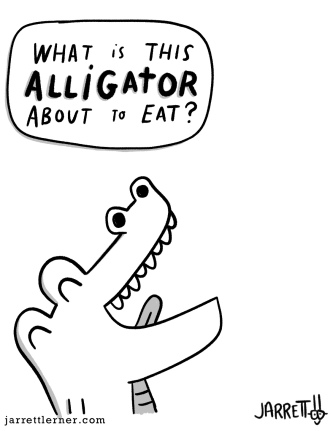 WHAT is THIS
ALLiGATOR
ABOUT TO EAT?
JARRETT
jarrettlerner.com